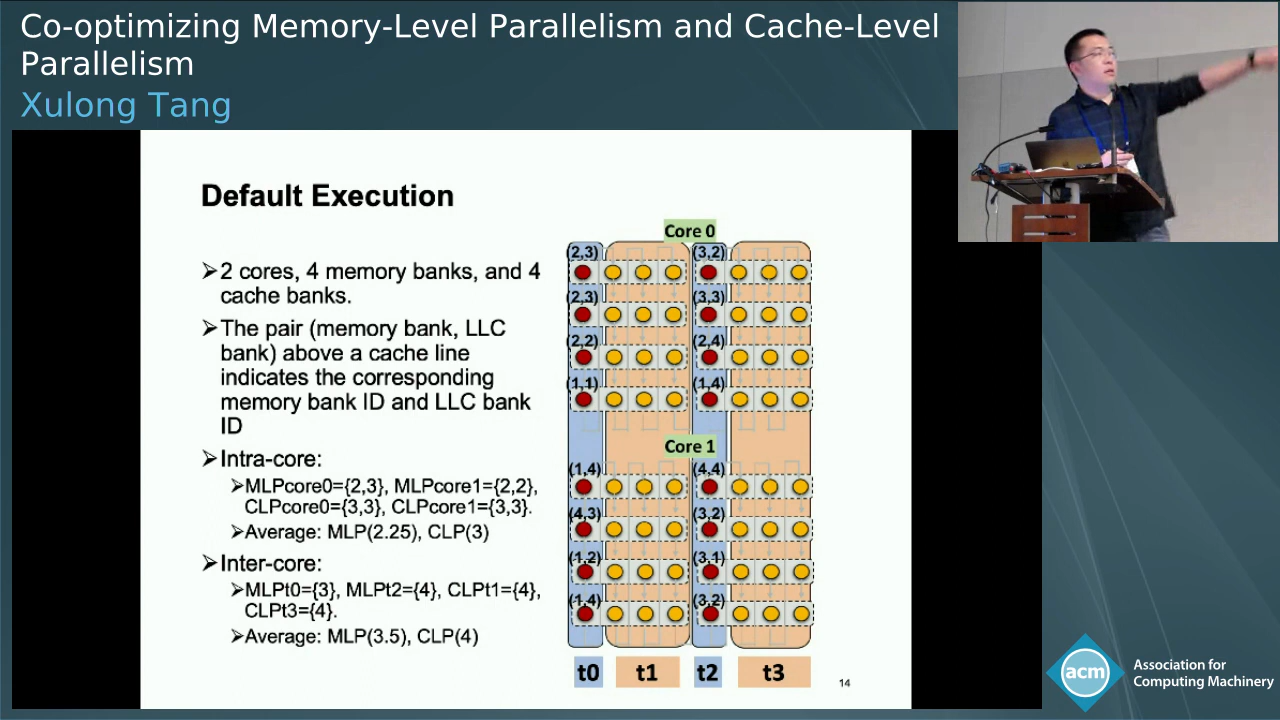 Co-optimizing Memory-Level Parallelism and Cache-Level
Parallelism
Xulong Tang
Default Execution
➢2 cores, 4 memory banks, and 4
cache banks.
➢The pair (memory bank, LLC
bank) above a cache line
indicates the corresponding
memory bank ID and LLC bank
ID
➢Intra-core:
➢MLPcore0={2,3}, MLPcore1={2,2},
CLPcore0={3,3}, CLPcore1={3,3}.
➢Average: MLP(2.25), CLP(3)
➢Inter-core:
➢MLPt0={3}, MLPt2={4}, CLPt1={4},
CLPt3={4}.
➢Average: MLP(3.5), CLP(4)
Core 0
(2,3) (3,2)
(2,3) (3,3)
(2,2) (2,4)
(1,1) (1,4)
Core 1
(1,4) (4,4)
(4,3) (3,2)
(1,2) (3,1)
(1,4) (3,2)
t0 t1 t2 t3
14
acm
Association for
Computing Machinery